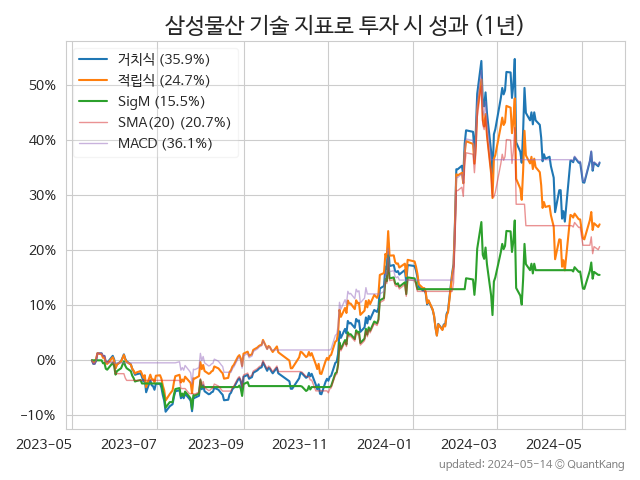 삼성물산 기술 지표로 투자 시 성과 (1년)
거치식 (35.9%)
적립식 (24.7%)
SigM (15.5%)
SMA(20) (20.7%)
MACD (36.1%)
50%
40%
30%
20%
10%
0%
−10%
2023−05 2023−07 2023−09 2023−11 2024−01 2024−03 2024−05
updated: 2024−05−14 © QuantKang